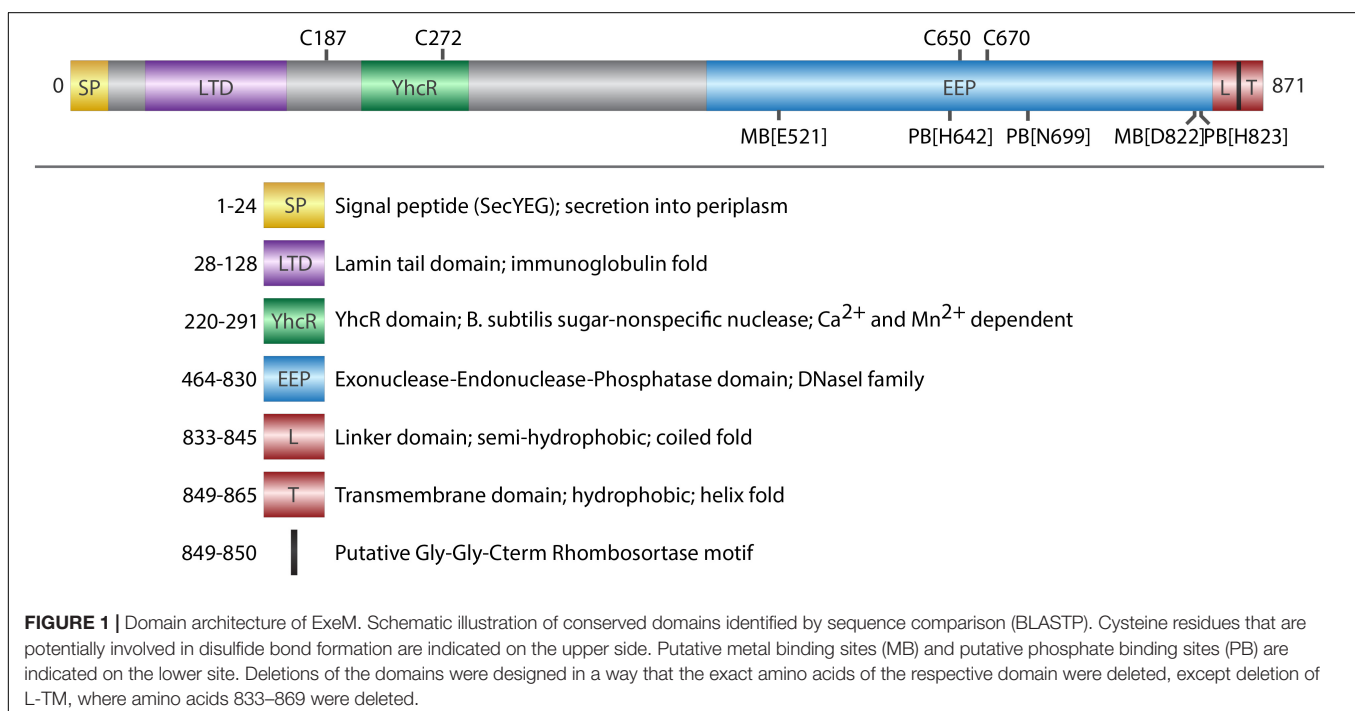 C187 C272 C650 C670
0 SP LTD YhcR EEP L T 871
MB[E521] PB[H642] PB[N699] MB[D822] PB[H823]
1-24 SP Signal peptide (SecYEG); secretion into periplasm
28-128 LTD Lamin tail domain; immunoglobulin fold
220-291 YhcR YhcR domain; B. subtilis sugar-nonspecific nuclease; Ca2+ and Mn2+ dependent
464-830 EEP Exonuclease-Endonuclease-Phosphatase domain; DNaseI family
833-845 L Linker domain; semi-hydrophobic; coiled fold
849-865 T Transmembrane domain; hydrophobic; helix fold
849-850 Putative Gly-Gly-Cterm Rhombosortase motif
FIGURE 1 | Domain architecture of ExeM. Schematic illustration of conserved domains identified by sequence comparison (BLASTP). Cysteine residues that are
potentially involved in disulfide bond formation are indicated on the upper side. Putative metal binding sites (MB) and putative phosphate binding sites (PB) are
indicated on the lower site. Deletions of the domains were designed in a way that the exact amino acids of the respective domain were deleted, except deletion of
L-TM, where amino acids 833–869 were deleted.